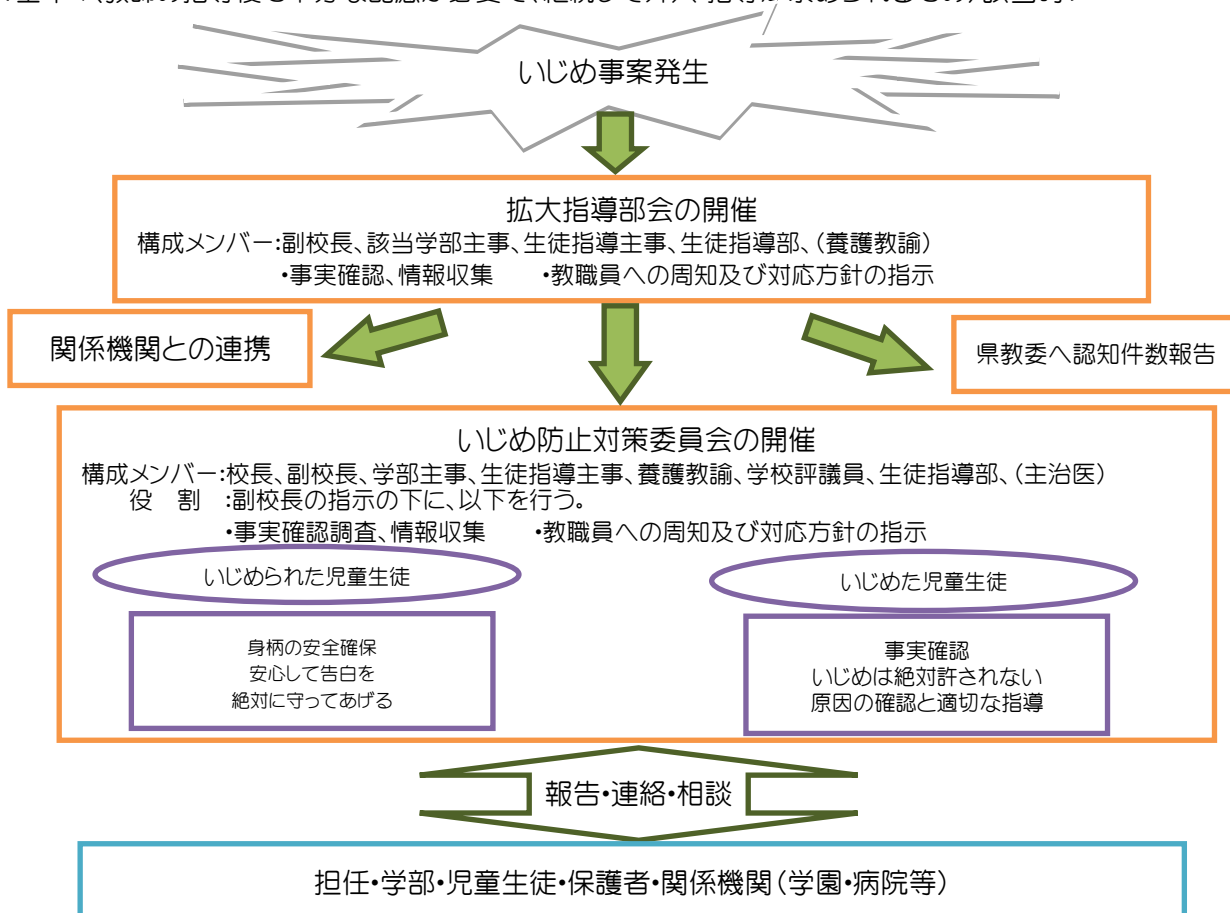 いじめ事案発生
拡大指導部会の開催
構成メンバー:副校長、該当学部主事、生徒指導主事、生徒指導部、(養護教諭)
・事実確認、情報収集　　・教職員への周知及び対応方針の指示
関係機関との連携
県教委へ認知件数報告
いじめ防止対策委員会の開催
構成メンバー:校長、副校長、学部主事、生徒指導主事、養護教諭、学校評議員、生徒指導部、(主治医)
役　割　:副校長の指示の下に、以下を行う。
・事実確認調査、情報収集　　・教職員への周知及び対応方針の指示
いじめられた児童生徒
身柄の安全確保
安心して告白を
絶対に守ってあげる
いじめた児童生徒
事実確認
いじめは絶対許されない
原因の確認と適切な指導
報告・連絡・相談
担任・学部・児童生徒・保護者・関係機関(学園・病院等)